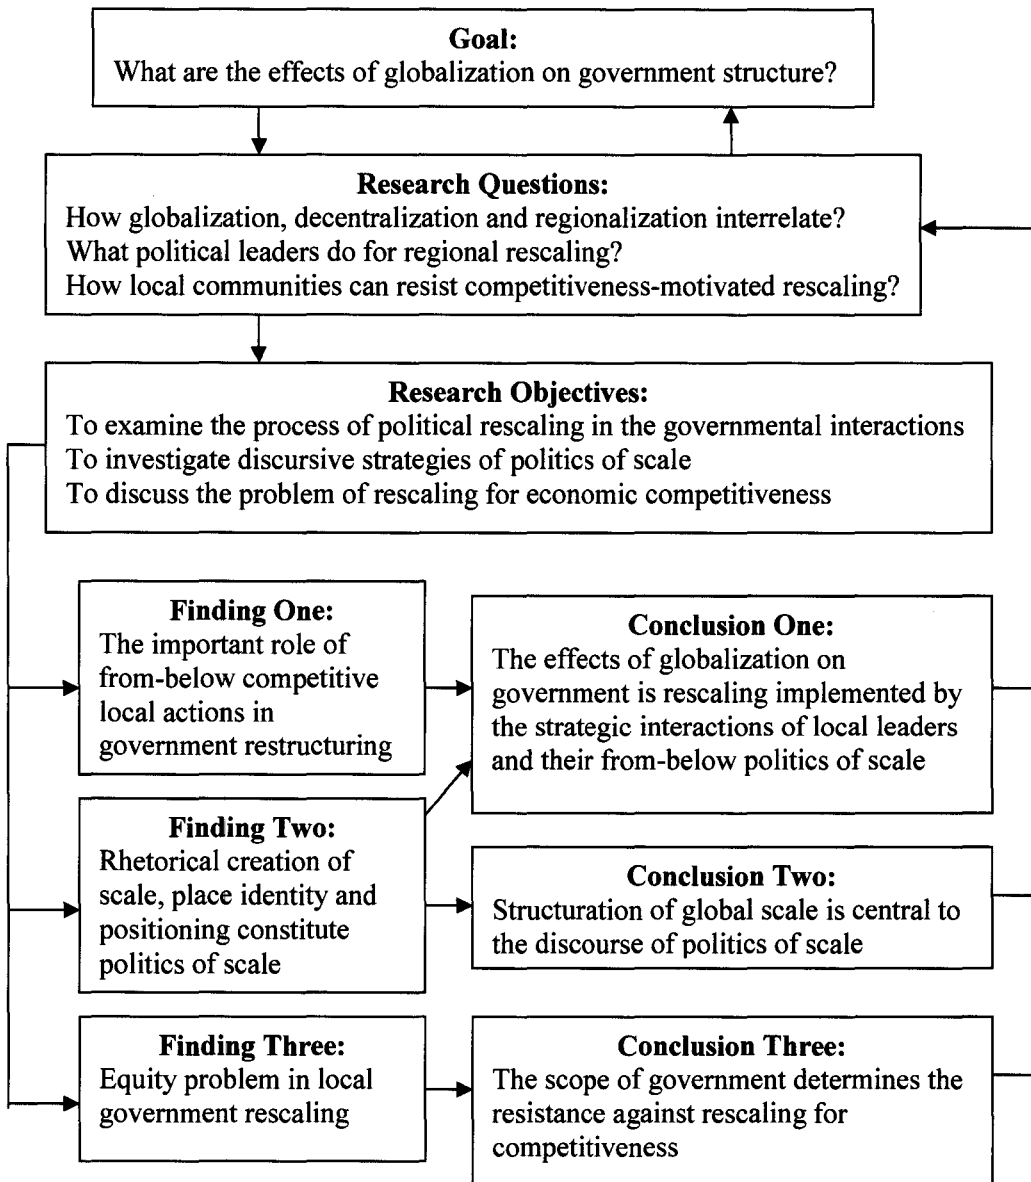 Goal:
What are the effects of globalization on government structure?
Research Questions:
How globalization, decentralization and regionalization interrelate?
What political leaders do for regional rescaling?
How local communities can resist competitiveness-motivated rescaling?
Research Objectives:
To examine the process of political rescaling in the governmental interactions
To investigate discursive strategies of politics of scale
To discuss the problem of rescaling for economic competitiveness
Finding One:
The important role of
from-below competitive
local actions in
government restructuring
Conclusion One:
The effects of globalization on
government is rescaling implemented by
the strategic interactions of local leaders
and their from-below politics of scale
Finding Two:
Rhetorical creation of
scale, place identity and
positioning constitute
politics of scale
Conclusion Two:
Structuration of global scale is central to
the discourse of politics of scale
Finding Three:
Equity problem in local
government rescaling
Conclusion Three:
The scope of government determines the
resistance against rescaling for
competitiveness